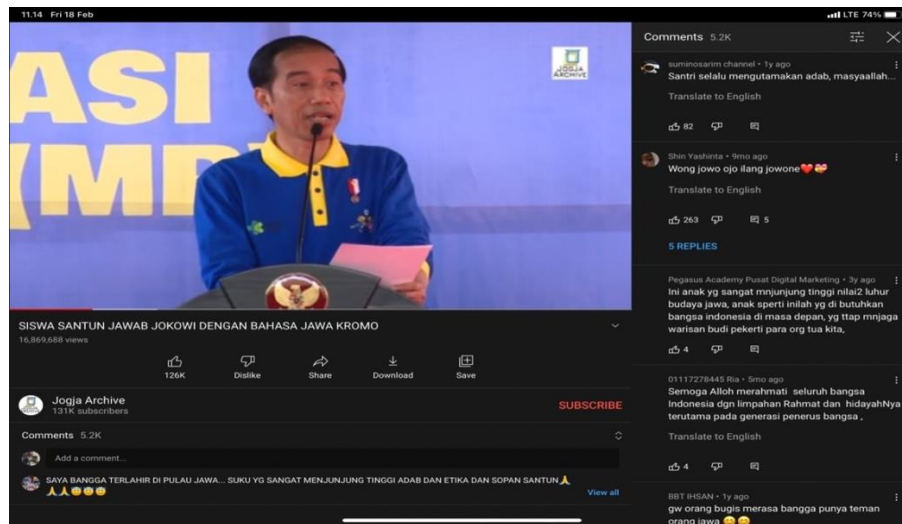 11.14 Fri 18 Feb
LTE 74%
ASI
(MP
JOGJA
ARCHIVE
SISWA SANTUN JAWAB JOKOWI DENGAN BAHASA JAWA KROMO
16,869,688 views
126K
Dislike
Share
Download
Save
Jogja Archive
131K subscribers
SUBSCRIBE
Comments 5.2K
Add a comment...
SAYA BANGGA TERLAHIR DI PULAU JAWA... SUKU YG SANGAT MENJUNJUNG TINGGI ADAB DAN ETIKA DAN SOPAN SANTUN🙏
🙏🙏😇😇😇
View all
Comments 5.2K
suminosarim channel • 1y ago
Santri selalu mengutamakan adab, masyaallah...
Translate to English
82
Shin Yashinta • 9mo ago
Wong jowo ojo ilang jowone❤️💝
Translate to English
263
5
5 REPLIES
Pegasus Academy Pusat Digital Marketing • 3y ago
Ini anak yg sangat mnjunjung tinggi nilai2 luhur
budaya jawa, anak sperti inilah yg di butuhkan
bangsa indonesia di masa depan, yg ttap mnjaga
warisan budi pekerti para org tua kita,
4
01117278445 Ria • 5mo ago
Semoga Alloh merahmati seluruh bangsa
Indonesia dgn limpahan Rahmat dan hidayahNya
terutama pada generasi penerus bangsa ,
Translate to English
4
BBT IHSAN • 1y ago
gw orang bugis merasa bangga punya teman
orang jawa 😊😊